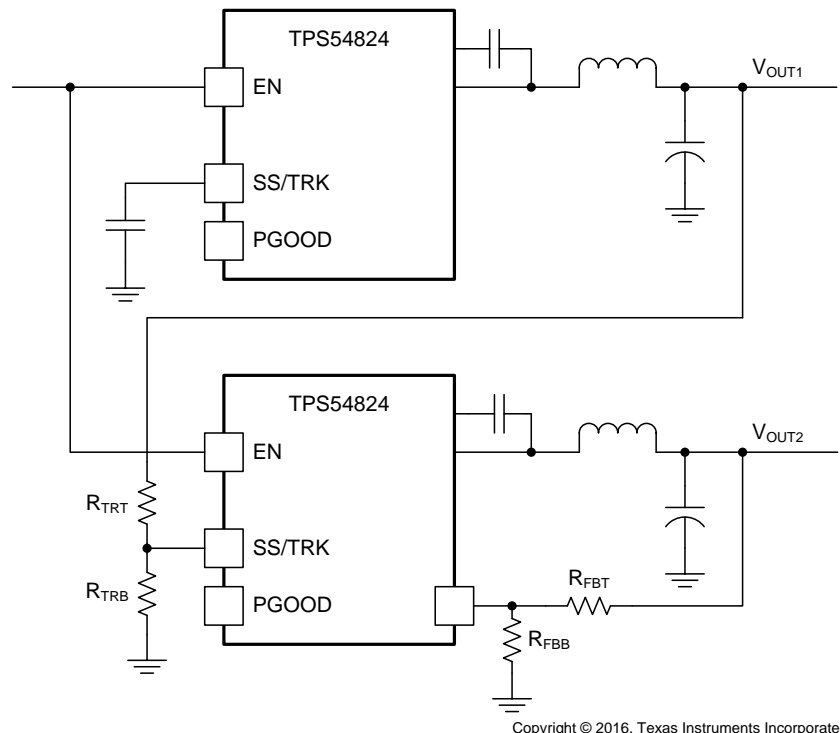 TPS54824
EN
SS/TRK
PGOOD
VOUT1
TPS54824
EN
SS/TRK
PGOOD
VOUT2
RTRT
RTRB
RFBT
RFBB
Copyright © 2016, Texas Instruments Incorporate